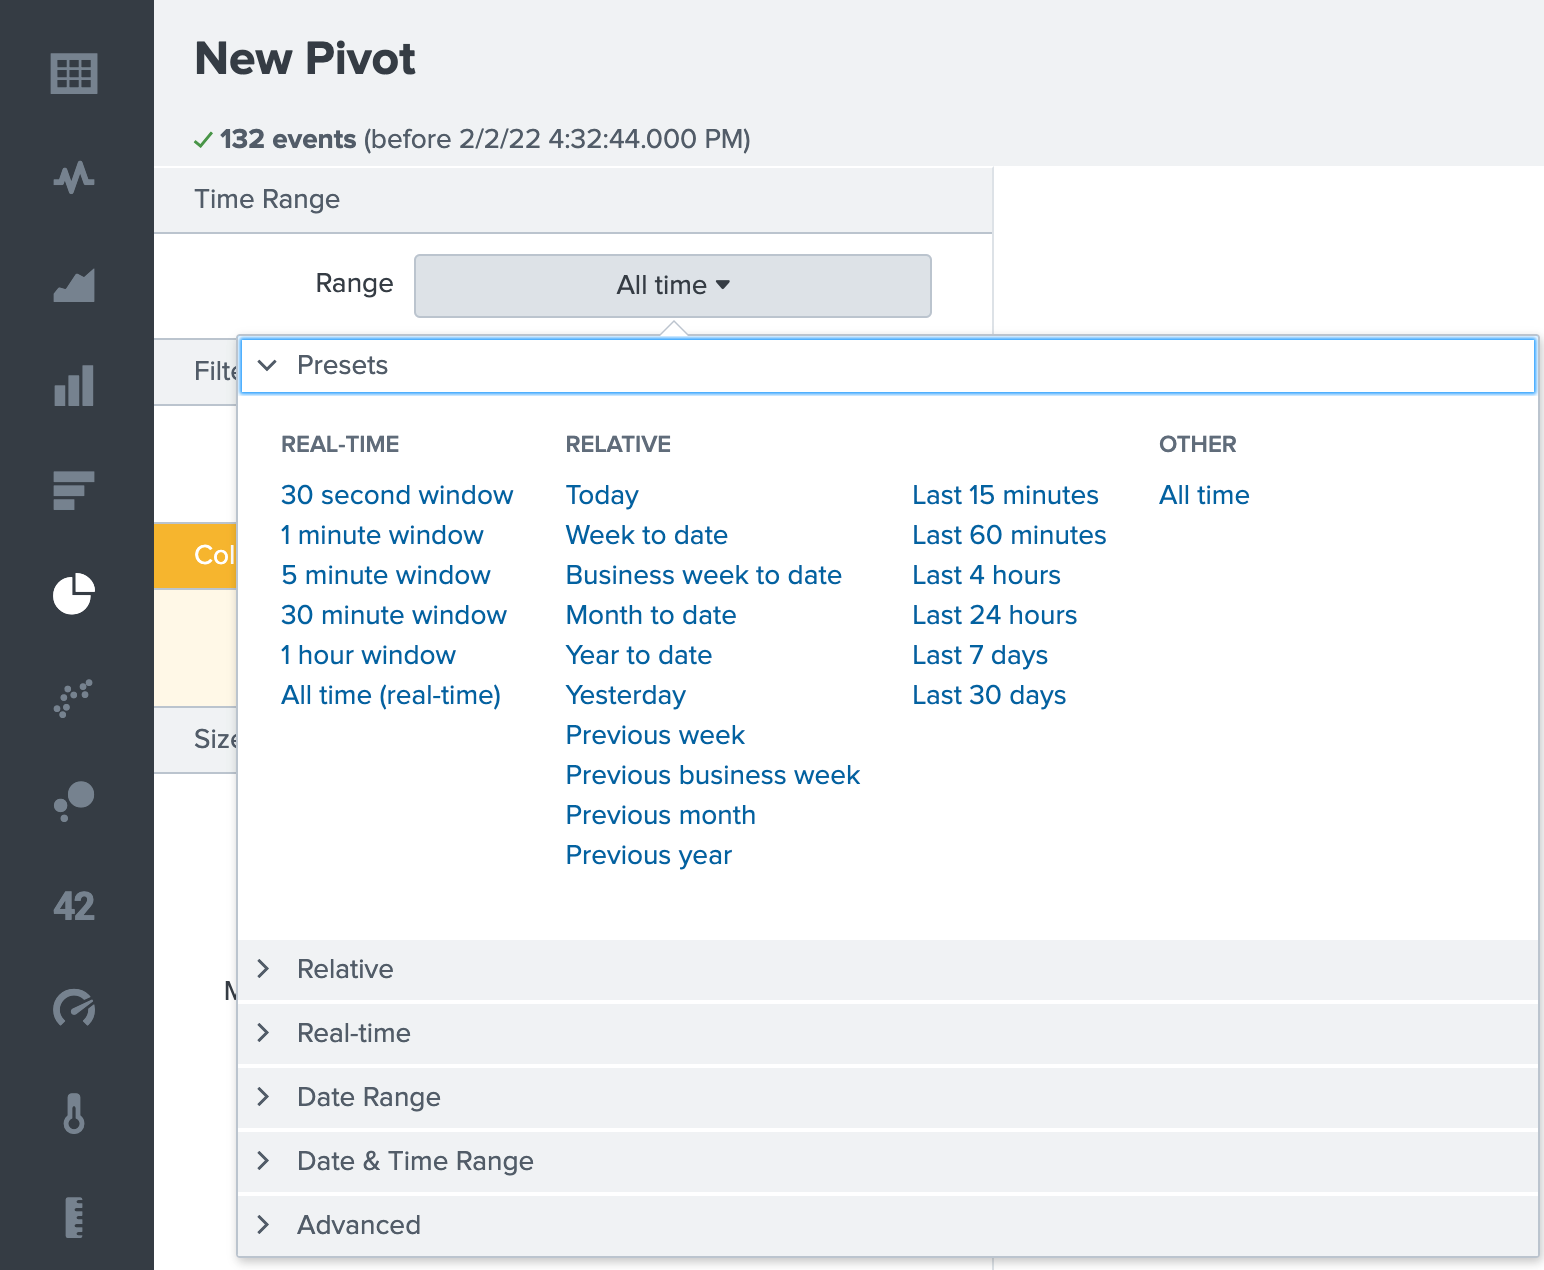 New Pivot
132 events (before 2/2/22 4:32:44.000 PM)
Time Range
Range
All time
Presets
REAL-TIME
30 second window
1 minute window
5 minute window
30 minute window
1 hour window
All time (real-time)
RELATIVE
Today
Week to date
Business week to date
Month to date
Year to date
Yesterday
Previous week
Previous business week
Previous month
Previous year
Last 15 minutes
Last 60 minutes
Last 4 hours
Last 24 hours
Last 7 days
Last 30 days
OTHER
All time
Relative
Real-time
Date Range
Date & Time Range
Advanced
42